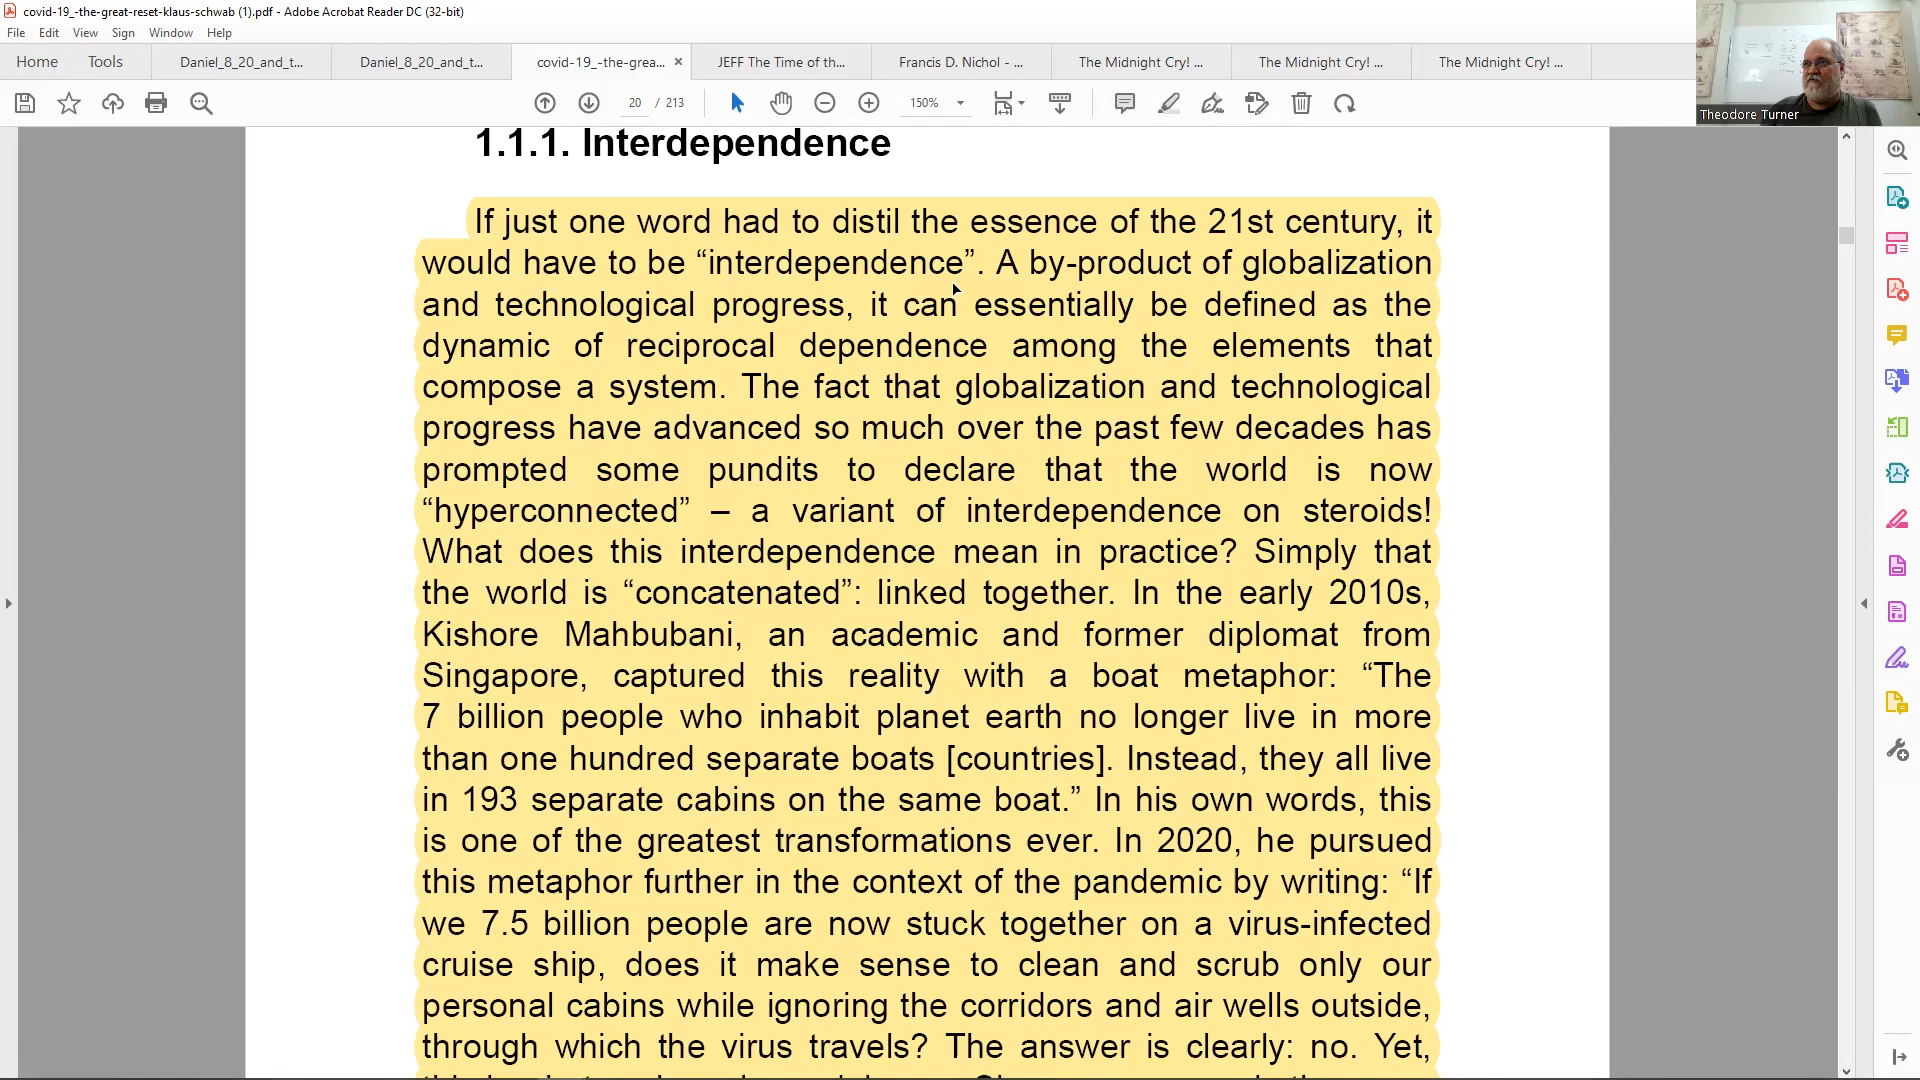 covid-19_-the-great-reset-klaus-schwab (1).pdf - Adobe Acrobat Reader DC (32-bit)
File Edit View Sign Window Help
Home Tools Daniel_8_20_and_t... Daniel_8_20_and_t... covid-19_-the-grea... × JEFF The Time of th... Francis D. Nichol - ... The Midnight Cry! ... The Midnight Cry! ... The Midnight Cry! ...
20 / 213 150%
Theodore Turner
1.1.1. Interdependence
If just one word had to distil the essence of the 21st century, it
would have to be “interdependence”. A by-product of globalization
and technological progress, it can essentially be defined as the
dynamic of reciprocal dependence among the elements that
compose a system. The fact that globalization and technological
progress have advanced so much over the past few decades has
prompted some pundits to declare that the world is now
“hyperconnected” – a variant of interdependence on steroids!
What does this interdependence mean in practice? Simply that
the world is “concatenated”: linked together. In the early 2010s,
Kishore Mahbubani, an academic and former diplomat from
Singapore, captured this reality with a boat metaphor: “The
7 billion people who inhabit planet earth no longer live in more
than one hundred separate boats [countries]. Instead, they all live
in 193 separate cabins on the same boat.” In his own words, this
is one of the greatest transformations ever. In 2020, he pursued
this metaphor further in the context of the pandemic by writing: “If
we 7.5 billion people are now stuck together on a virus-infected
cruise ship, does it make sense to clean and scrub only our
personal cabins while ignoring the corridors and air wells outside,
through which the virus travels? The answer is clearly: no. Yet,